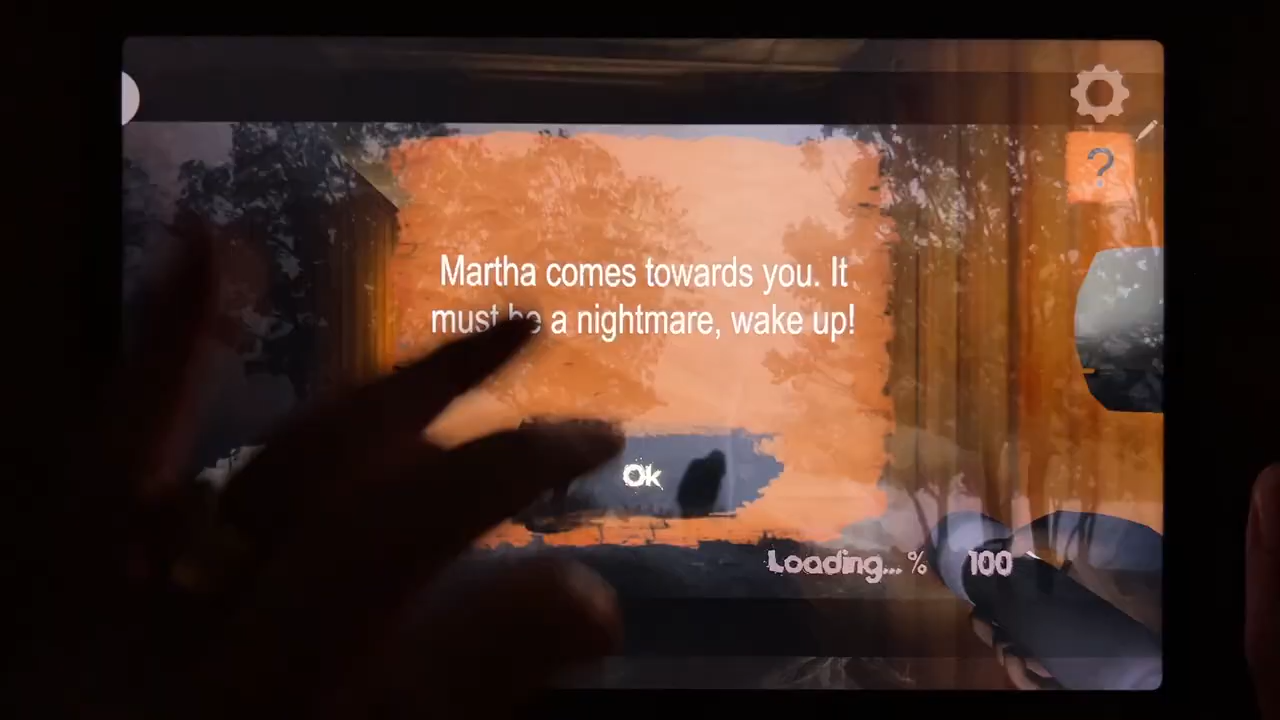 ?
Martha comes towards you. It
must be a nightmare, wake up!
Ok
Loading...% 100